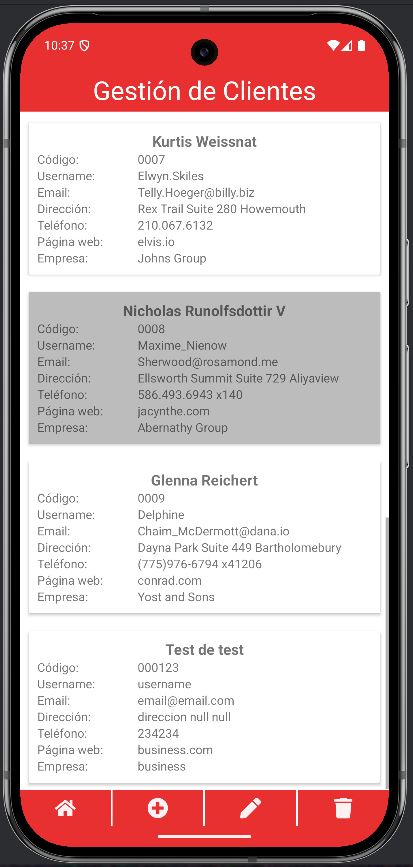 10:37
Gestión de Clientes
Kurtis Weissnat
Código: 0007
Username: Elwyn.Skiles
Email: Telly.Hoeger@billy.biz
Dirección: Rex Trail Suite 280 Howemouth
Teléfono: 210.067.6132
Página web: elvis.io
Empresa: Johns Group
Nicholas Runolfsdottir V
Código: 0008
Username: Maxime_Nienow
Email: Sherwood@rosamond.me
Dirección: Ellsworth Summit Suite 729 Aliyaview
Teléfono: 586.493.6943 x140
Página web: jacynthe.com
Empresa: Abernathy Group
Glenna Reichert
Código: 0009
Username: Delphine
Email: Chaim_McDermott@dana.io
Dirección: Dayna Park Suite 449 Bartholomebury
Teléfono: (775)976-6794 x41206
Página web: conrad.com
Empresa: Yost and Sons
Test de test
Código: 000123
Username: username
Email: email@email.com
Dirección: direccion null null
Teléfono: 234234
Página web: business.com
Empresa: business